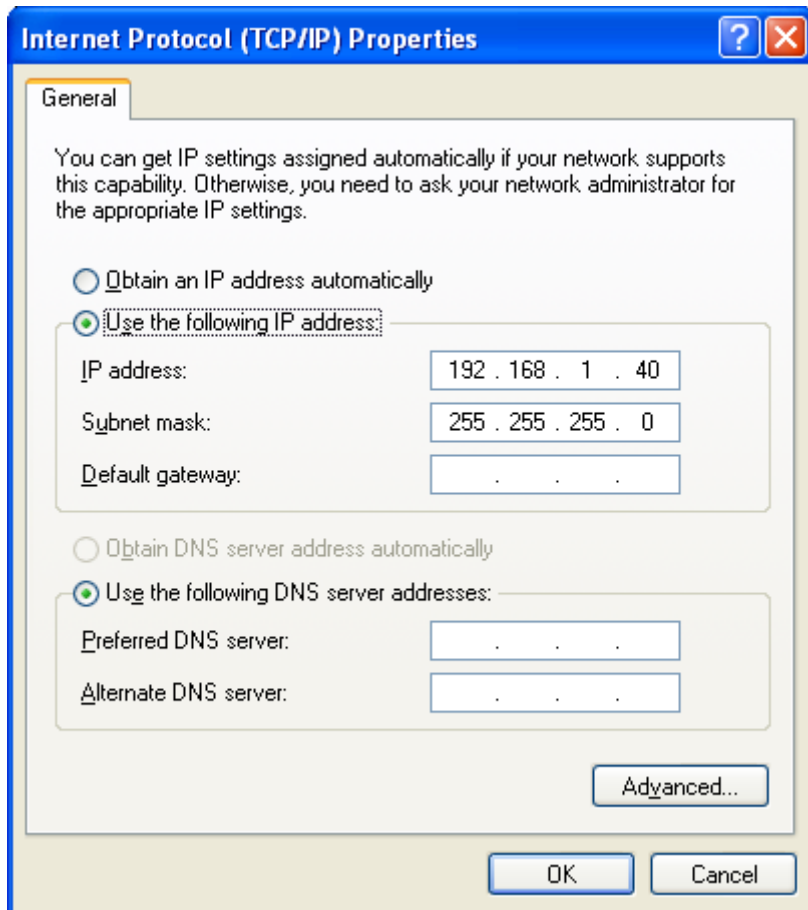 Internet Protocol (TCP/IP) Properties
General
You can get IP settings assigned automatically if your network supports
this capability. Otherwise, you need to ask your network administrator for
the appropriate IP settings.
Obtain an IP address automatically
Use the following IP address:
IP address: 192 . 168 . 1 . 40
Subnet mask: 255 . 255 . 255 . 0
Default gateway: . . .
Obtain DNS server address automatically
Use the following DNS server addresses:
Preferred DNS server: . . .
Alternate DNS server: . . .
Advanced...
OK Cancel